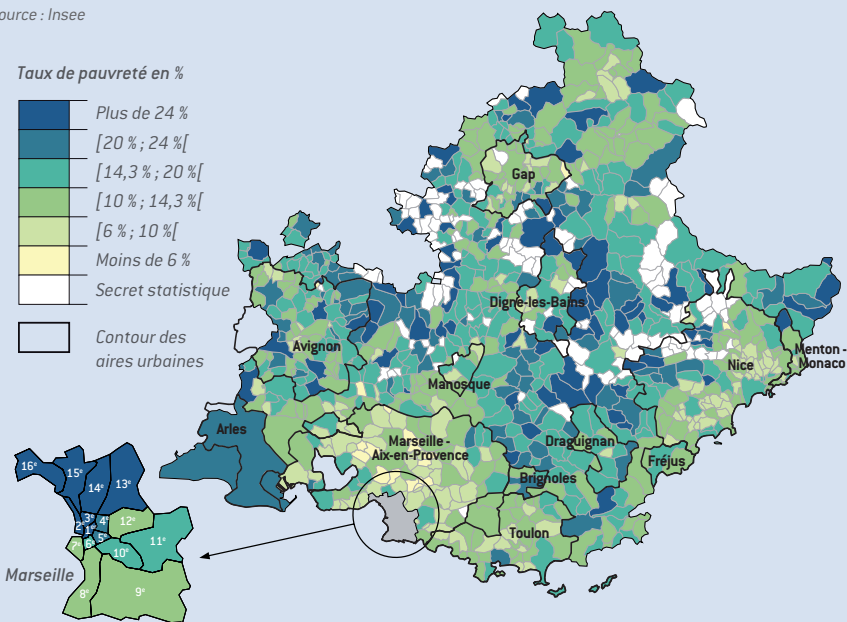 ource : Insee
Taux de pauvreté en %
Plus de 24 %
[20 % ; 24 %[
[14,3 % ; 20 %[
[10 % ; 14,3 %[
[6 % ; 10 %[
Moins de 6 %
Secret statistique
Contour des
aires urbaines
Gap
Digne-les-Bains
Avignon
Manosque
Nice
Menton -
Monaco
Arles
Marseille -
Aix-en-Provence
Draguignan
Fréjus
Brignoles
Toulon
16e
15e
14e
13e
3e
2e
1e
4e
5e
12e
11e
7e
6e
10e
8e
9e
Marseille